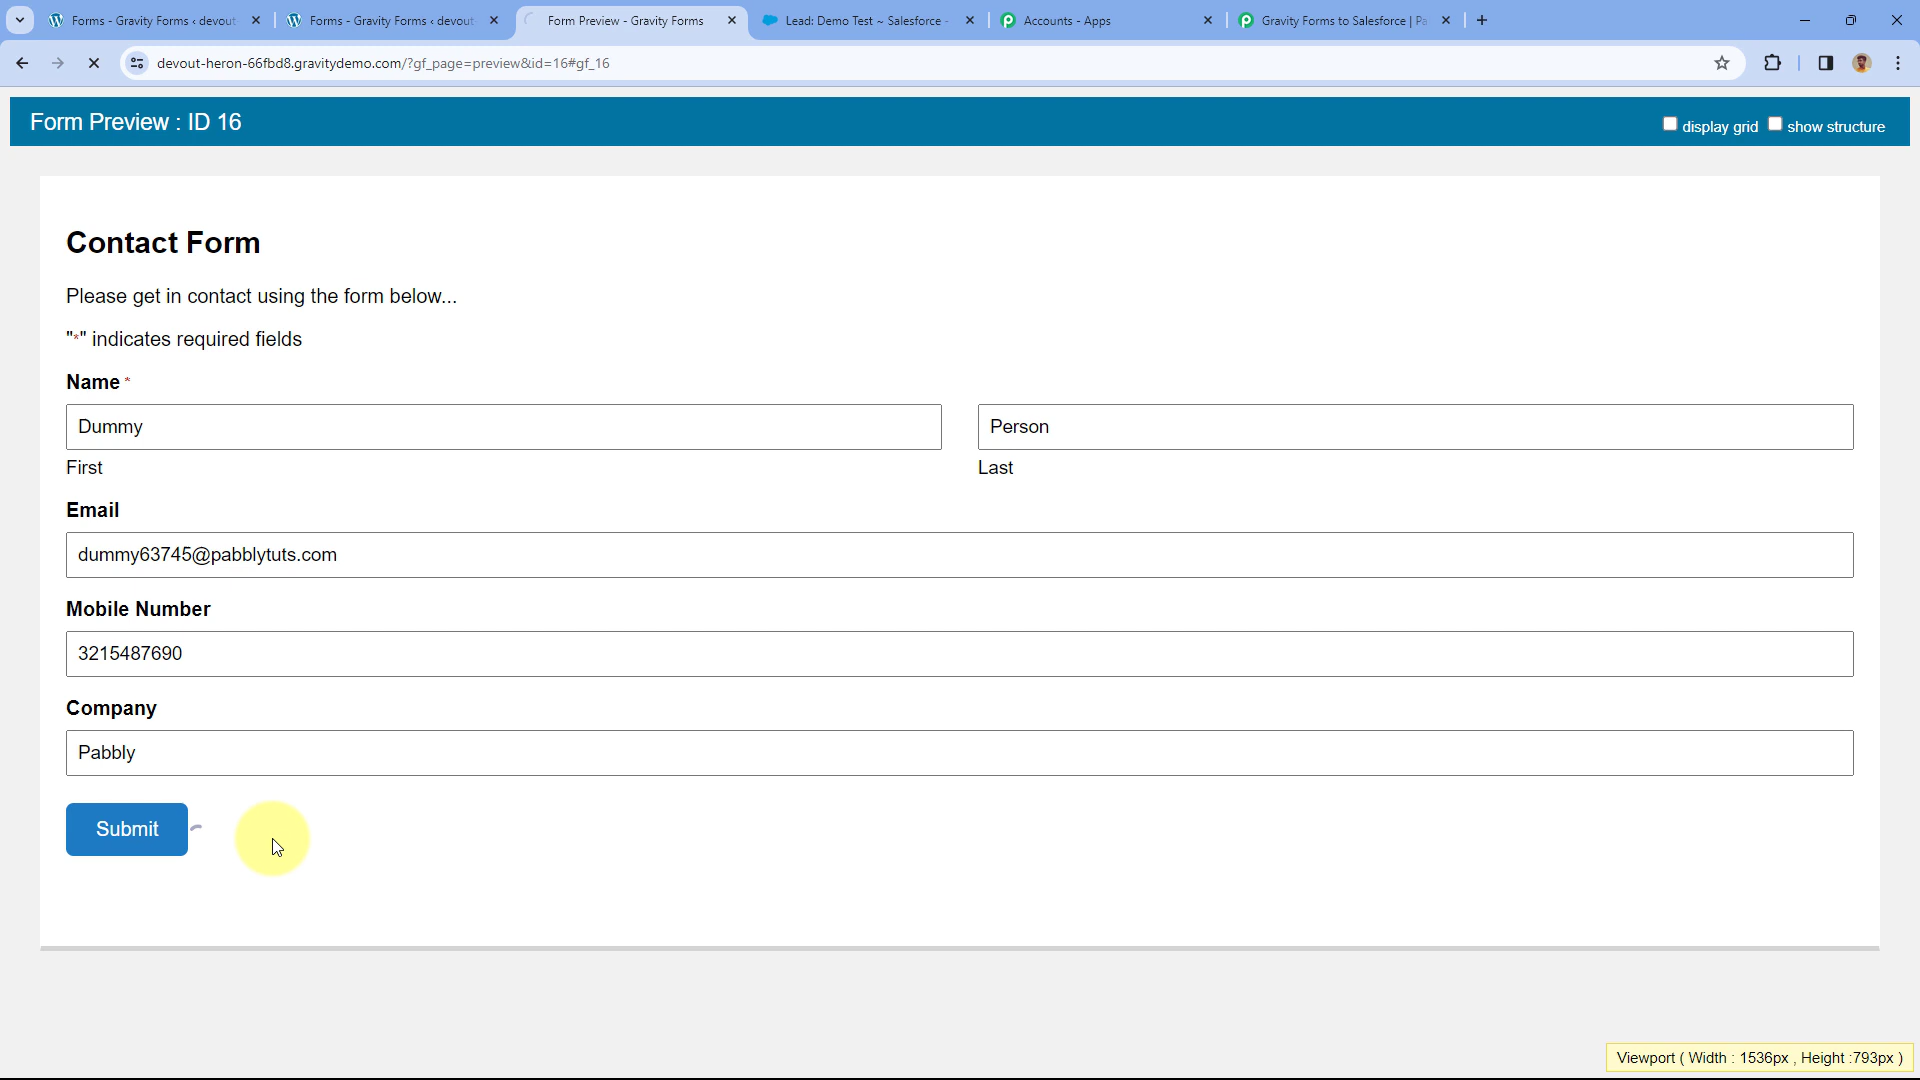 Forms - Gravity Forms ‹ devout
Forms - Gravity Forms ‹ devout
Form Preview - Gravity Forms
Lead: Demo Test ~ Salesforce -
Accounts - Apps
Gravity Forms to Salesforce | Pa
devout-heron-66fbd8.gravitydemo.com/?gf_page=preview&id=16#gf_16
Form Preview : ID 16
display grid
show structure
Contact Form
Please get in contact using the form below...
"*" indicates required fields
Name *
Dummy
Person
First
Last
Email
dummy63745@pabblytuts.com
Mobile Number
3215487690
Company
Pabbly
Submit
Viewport ( Width : 1536px , Height :793px )